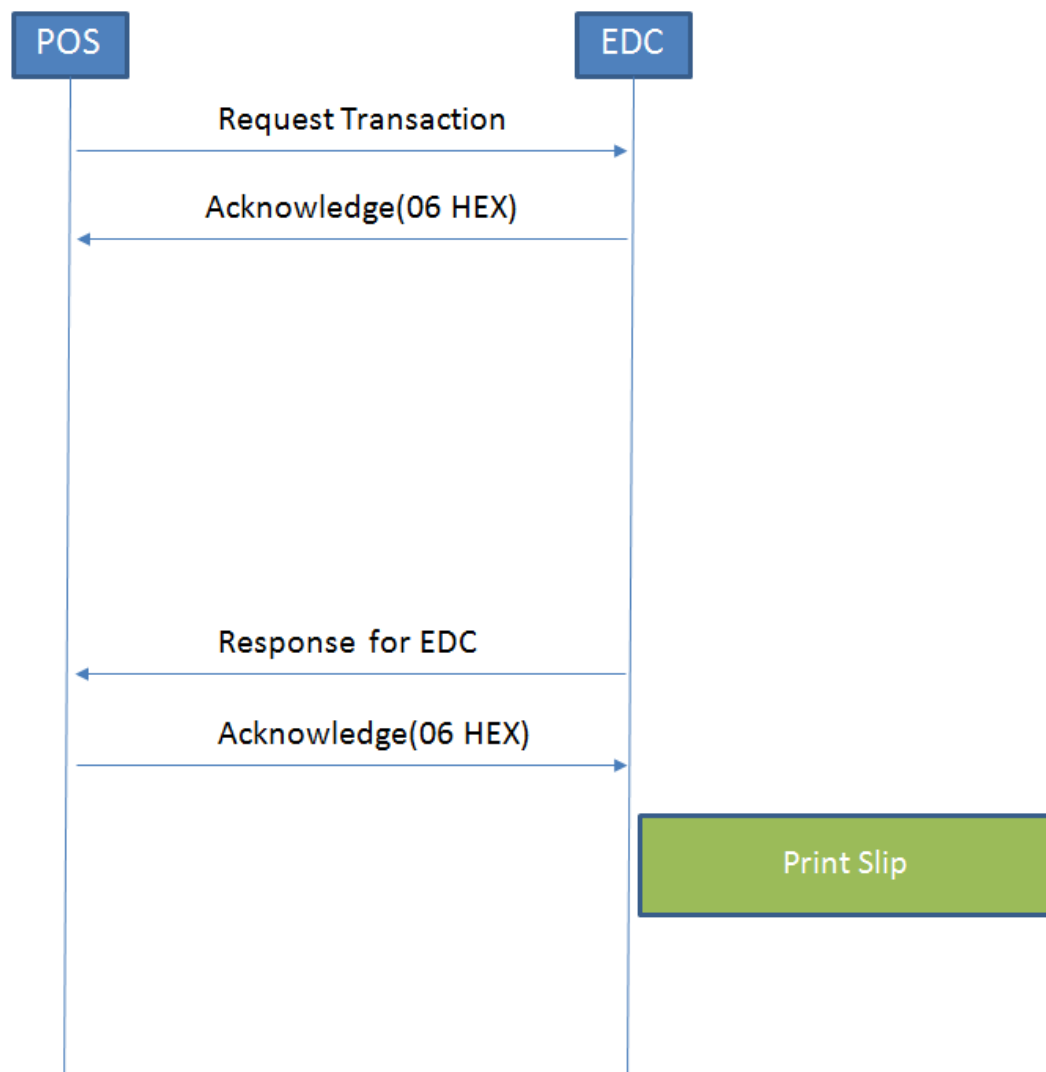 POS
EDC
Request Transaction
Acknowledge(06 HEX)
Response for EDC
Acknowledge(06 HEX)
Print Slip